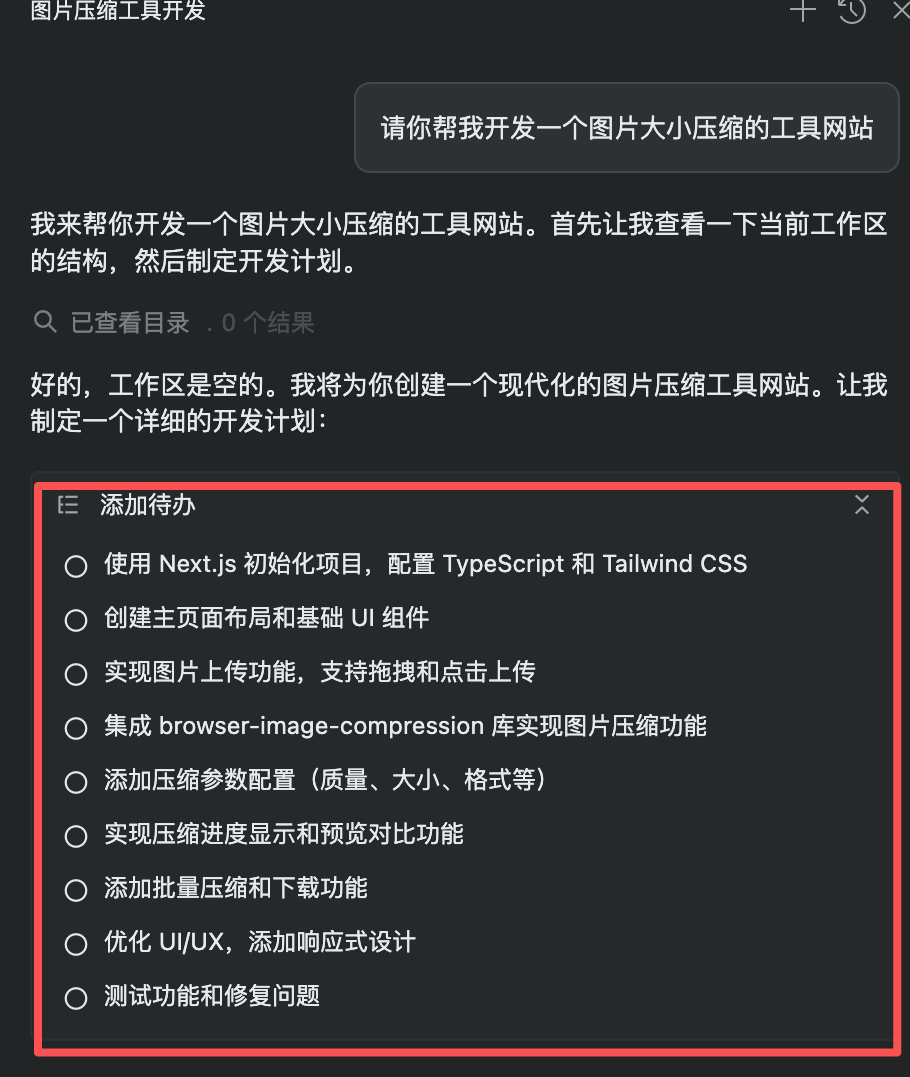 图片压缩工具开发
请你帮我开发一个图片大小压缩的工具网站
我来帮你开发一个图片大小压缩的工具网站。首先让我查看一下当前工作区
的结构，然后制定开发计划。
已查看目录 . 0 个结果
好的，工作区是空的。我将为你创建一个现代化的图片压缩工具网站。让我
制定一个详细的开发计划：
添加待办
使用 Next.js 初始化项目，配置 TypeScript 和 Tailwind CSS
创建主页面布局和基础 UI 组件
实现图片上传功能，支持拖拽和点击上传
集成 browser-image-compression 库实现图片压缩功能
添加压缩参数配置（质量、大小、格式等）
实现压缩进度显示和预览对比功能
添加批量压缩和下载功能
优化 UI/UX，添加响应式设计
测试功能和修复问题